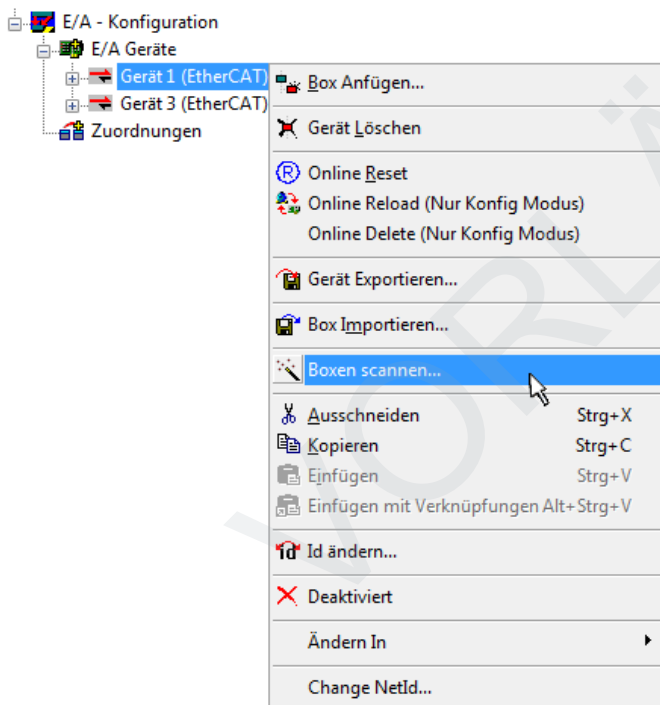 E/A - Konfiguration
E/A Geräte
Gerät 1 (EtherCAT)
Gerät 3 (EtherCAT)
Zuordnungen
Box Anfügen...
Gerät Löschen
Online Reset
Online Reload (Nur Konfig Modus)
Online Delete (Nur Konfig Modus)
Gerät Exportieren...
Box Importieren...
Boxen scannen...
Ausschneiden Strg+X
Kopieren Strg+C
Einfügen Strg+V
Einfügen mit Verknüpfungen Alt+Strg+V
Id ändern...
Deaktiviert
Ändern In
Change NetId...
VORLÄ